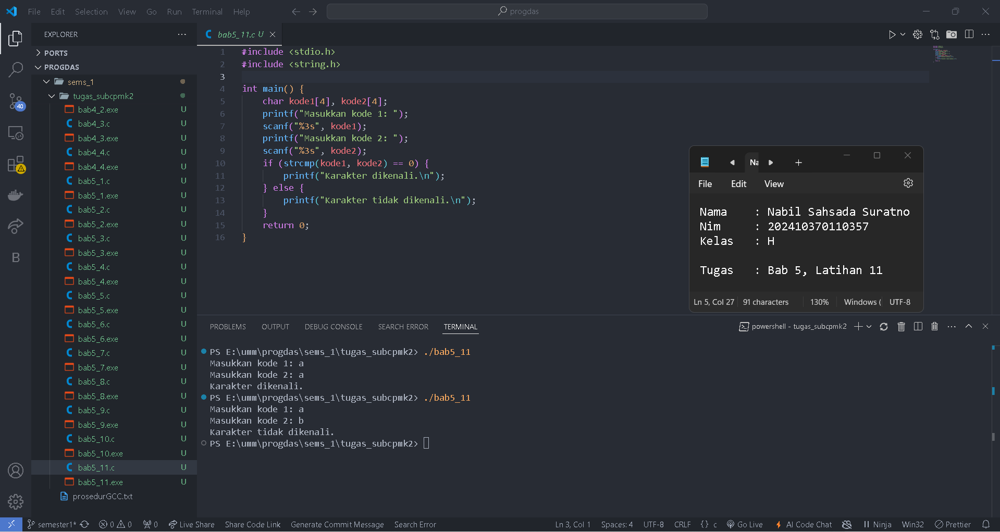 File Edit Selection View Go Run Terminal Help
progdas
EXPLORER
PORTS
PROGDAS
sems_1
tugas_subcpmk2
bab4_2.exe U
bab4_3.c U
bab4_3.exe U
bab4_4.c U
bab4_4.exe U
bab5_1.c U
bab5_1.exe U
bab5_2.c U
bab5_2.exe U
bab5_3.c U
bab5_3.exe U
bab5_4.c U
bab5_4.exe U
bab5_5.c U
bab5_5.exe U
bab5_6.c U
bab5_6.exe U
bab5_7.c U
bab5_7.exe U
bab5_8.c U
bab5_8.exe U
bab5_9.c U
bab5_9.exe U
bab5_10.c U
bab5_10.exe U
bab5_11.c U
bab5_11.exe U
prosedurGCC.txt
40
B
bab5_11.c U
1 #include <stdio.h>
2 #include <string.h>
3
4 int main() {
5 char kode1[4], kode2[4];
6 printf("Masukkan kode 1: ");
7 scanf("%3s", kode1);
8 printf("Masukkan kode 2: ");
9 scanf("%3s", kode2);
10 if (strcmp(kode1, kode2) == 0) {
11 printf("Karakter dikenali.\n");
12 } else {
13 printf("Karakter tidak dikenali.\n");
14 }
15 return 0;
16 }
Na
File Edit View
Nama : Nabil Sahsada Suratno
Nim : 202410370110357
Kelas : H
Tugas : Bab 5, Latihan 11
Ln 5, Col 27 91 characters 130% Windows ( UTF-8
PROBLEMS OUTPUT DEBUG CONSOLE SEARCH ERROR TERMINAL
powershell - tugas_subcpmk2
PS E:\umm\progdas\sems_1\tugas_subcpmk2> ./bab5_11
Masukkan kode 1: a
Masukkan kode 2: a
Karakter dikenali.
PS E:\umm\progdas\sems_1\tugas_subcpmk2> ./bab5_11
Masukkan kode 1: a
Masukkan kode 2: b
Karakter tidak dikenali.
PS E:\umm\progdas\sems_1\tugas_subcpmk2>
semester1* 0 0 0 Live Share Share Code Link Generate Commit Message Search Error
Ln 3, Col 1 Spaces: 4 UTF-8 CRLF {} c Go Live AI Code Chat Ninja Win32 Prettier